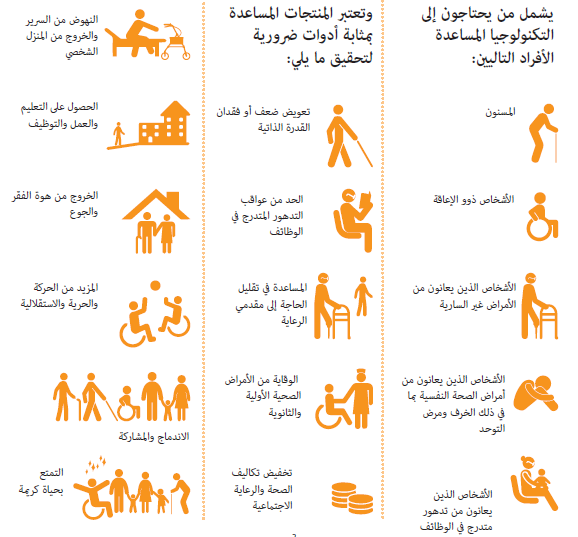 يشمل من يحتاجون إلى
التكنولوجيا المساعدة
الأفراد التاليين:
المسنون
الأشخاص ذوو الإعاقة
الأشخاص الذين يعانون من
الأمراض غير السارية
الأشخاص الذين يعانون من
أمراض الصحة النفسية بما
في ذلك الخرف ومرض
التوحد
الأشخاص الذين
يعانون من تدهور
متدرج في الوظائف
وتعتبر المنتجات المساعدة
بمثابة أدوات ضرورية
لتحقيق ما يلي:
تعويض ضعف أو فقدان
القدرة الذاتية
الحد من عواقب
التدهور المتدرج في
الوظائف
المساعدة في تقليل
الحاجة إلى مقدمي
الرعاية
الوقاية من الأمراض
الصحية الأولية
والثانوية
تخفيض تكاليف
الصحة والرعاية
الاجتماعية
النهوض من السرير
والخروج من المنزل
الشخصي
الحصول على التعليم
والعمل والتوظيف
الخروج من هوة الفقر
والجوع
المزيد من الحركة
والحرية والاستقلالية
الاندماج والمشاركة
التمتع
بحياة كريمة